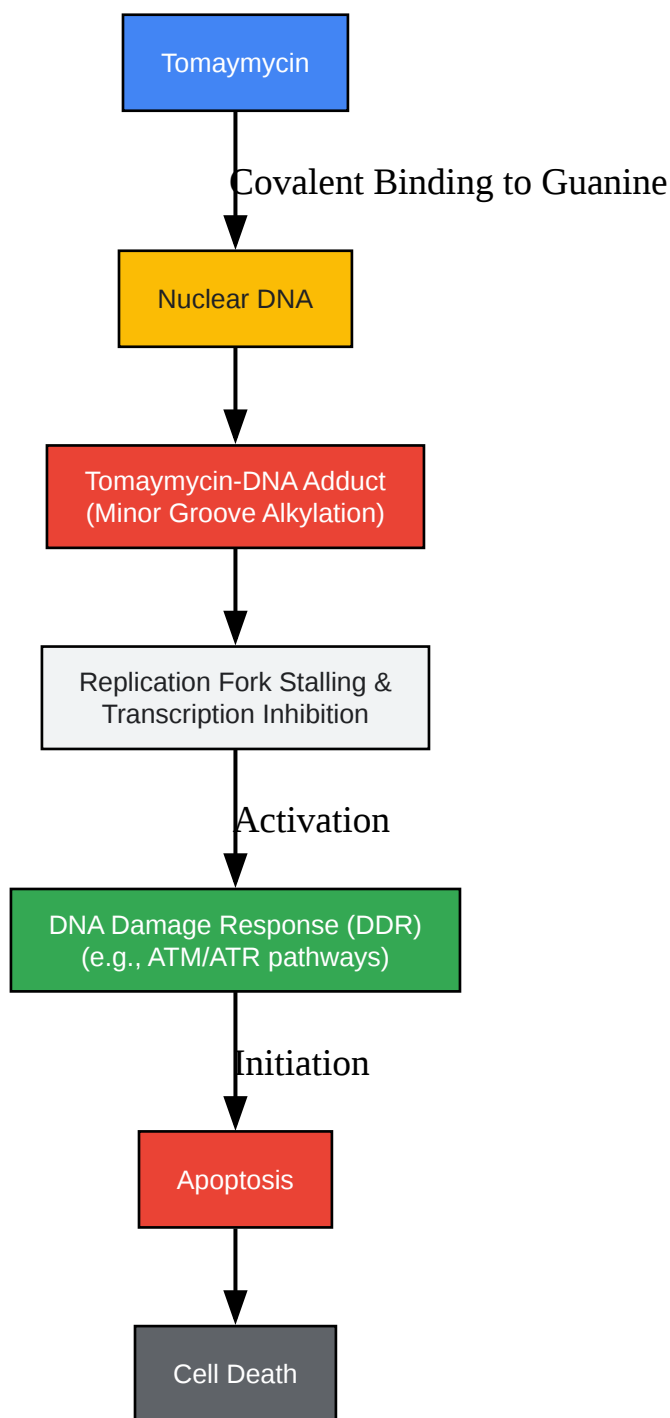 Tomaymycin
Covalent Binding to Guanine
Nuclear DNA
Tomaymycin-DNA Adduct
(Minor Groove Alkylation)
Replication Fork Stalling &
Transcription Inhibition
Activation
DNA Damage Response (DDR)
(e.g., ATM/ATR pathways)
Initiation
Apoptosis
Cell Death